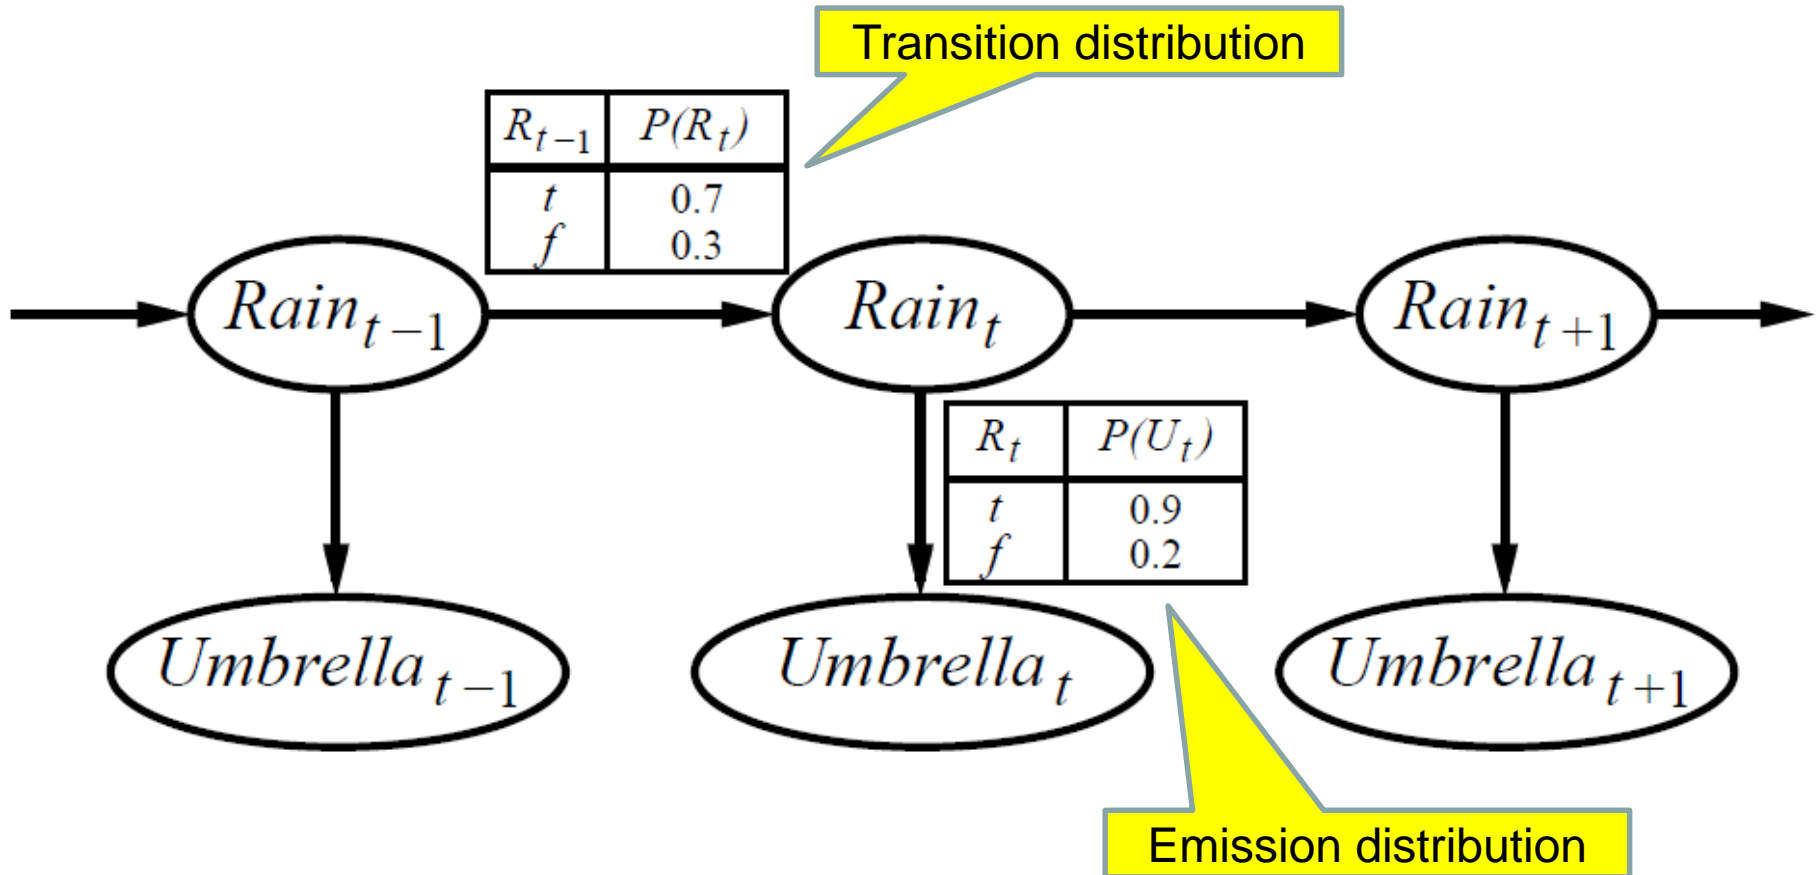 Transition distribution
R_{t-1} P(R_t)
t 0.7
f 0.3
Rain_{t-1} Rain_t Rain_{t+1}
R_t P(U_t)
t 0.9
f 0.2
Umbrella_{t-1} Umbrella_t Umbrella_{t+1}
Emission distribution